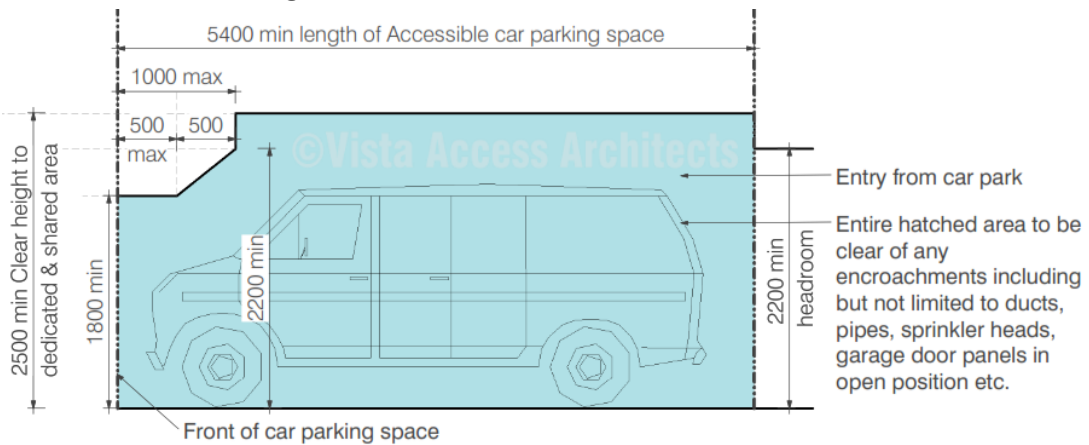 5400 min length of Accessible car parking space
1000 max
500
max
500
©Vista Access Architects
2500 min Clear height to
dedicated & shared area
1800 min
2200 min
2200 min
headroom
Entry from car park
Entire hatched area to be
clear of any
encroachments including
but not limited to ducts,
pipes, sprinkler heads,
garage door panels in
open position etc.
Front of car parking space